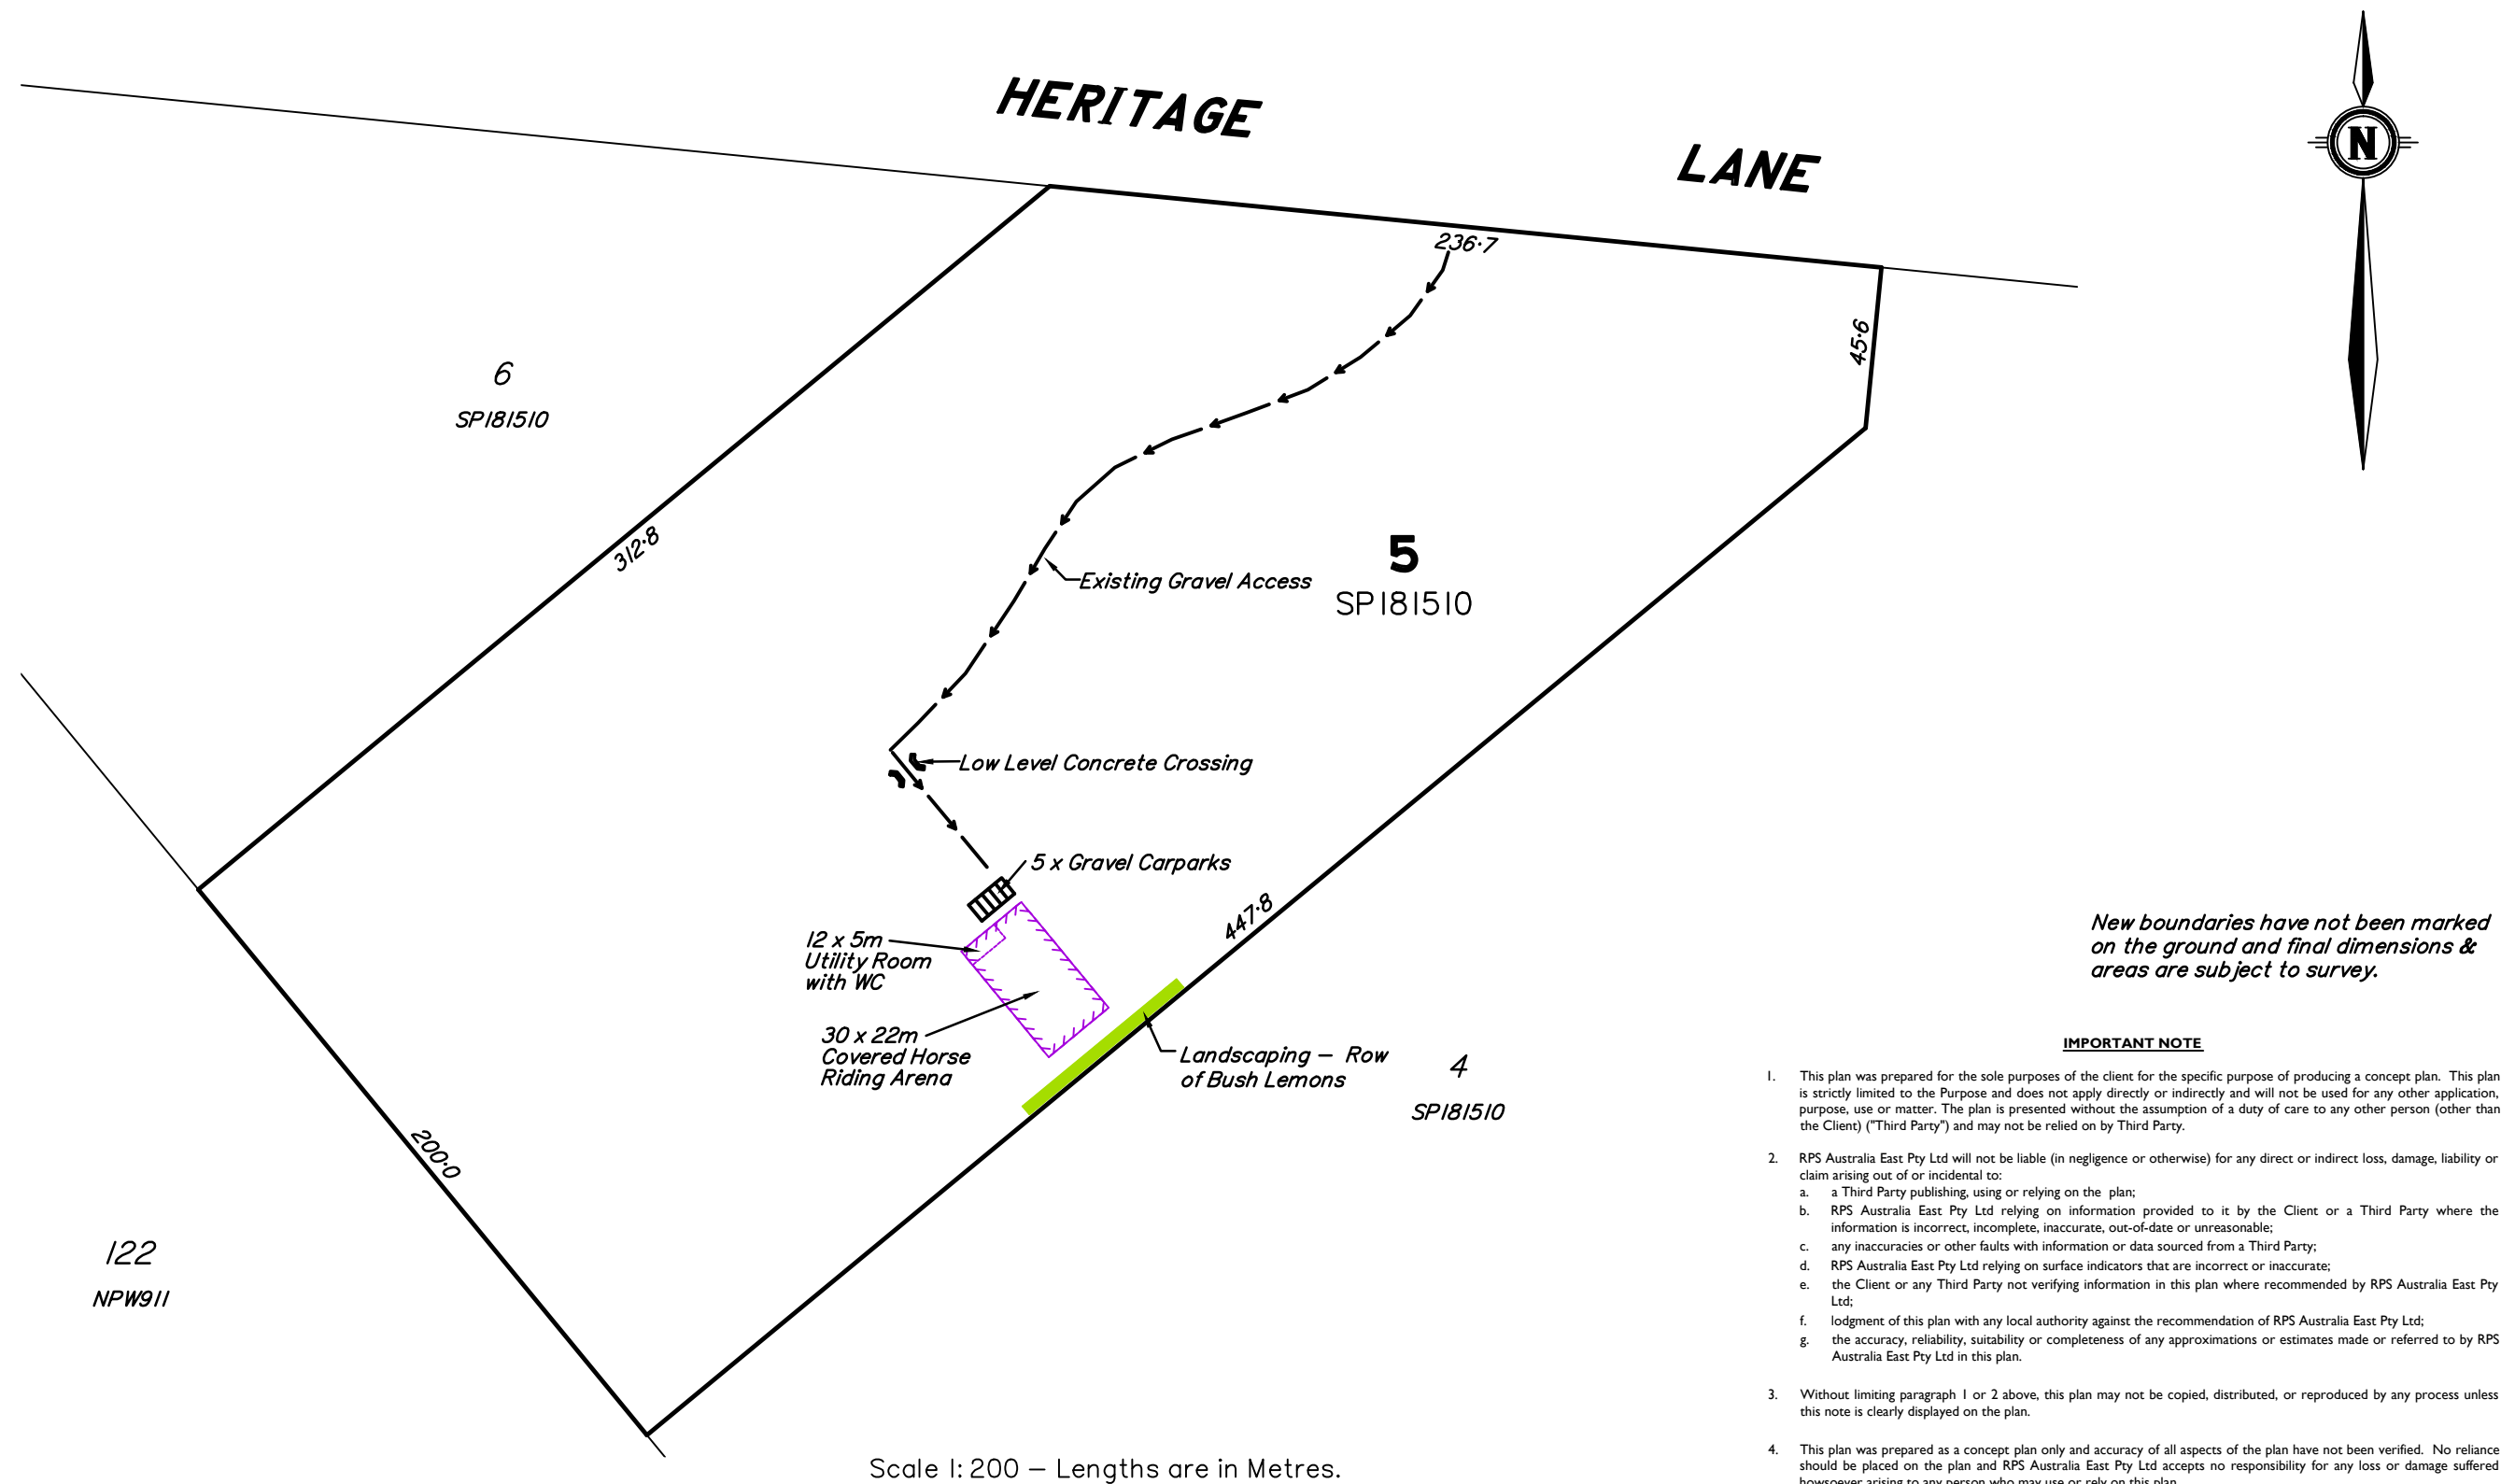 HERITAGE
LANE
N
236·7
45·6
6
SP181510
312·8
5
SP181510
Existing Gravel Access
Low Level Concrete Crossing
5 x Gravel Carparks
447·8
12 x 5m
Utility Room
with WC
30 x 22m
Covered Horse
Riding Arena
Landscaping – Row
of Bush Lemons
4
SP181510
200·0
122
NPW911
Scale 1:200 – Lengths are in Metres.
New boundaries have not been marked
on the ground and final dimensions &
areas are subject to survey.
IMPORTANT NOTE
1. This plan was prepared for the sole purposes of the client for the specific purpose of producing a concept plan. This plan
is strictly limited to the Purpose and does not apply directly or indirectly and will not be used for any other application,
purpose, use or matter. The plan is presented without the assumption of a duty of care to any other person (other than
the Client) ("Third Party") and may not be relied on by Third Party.
2. RPS Australia East Pty Ltd will not be liable (in negligence or otherwise) for any direct or indirect loss, damage, liability or
claim arising out of or incidental to:
a. a Third Party publishing, using or relying on the plan;
b. RPS Australia East Pty Ltd relying on information provided to it by the Client or a Third Party where the
information is incorrect, incomplete, inaccurate, out-of-date or unreasonable;
c. any inaccuracies or other faults with information or data sourced from a Third Party;
d. RPS Australia East Pty Ltd relying on surface indicators that are incorrect or inaccurate;
e. the Client or any Third Party not verifying information in this plan where recommended by RPS Australia East Pty
Ltd;
f. lodgment of this plan with any local authority against the recommendation of RPS Australia East Pty Ltd;
g. the accuracy, reliability, suitability or completeness of any approximations or estimates made or referred to by RPS
Australia East Pty Ltd in this plan.
3. Without limiting paragraph 1 or 2 above, this plan may not be copied, distributed, or reproduced by any process unless
this note is clearly displayed on the plan.
4. This plan was prepared as a concept plan only and accuracy of all aspects of the plan have not been verified. No reliance
should be placed on the plan and RPS Australia East Pty Ltd accepts no responsibility for any loss or damage suffered
howsoever arising to any person who may use or rely on this plan.